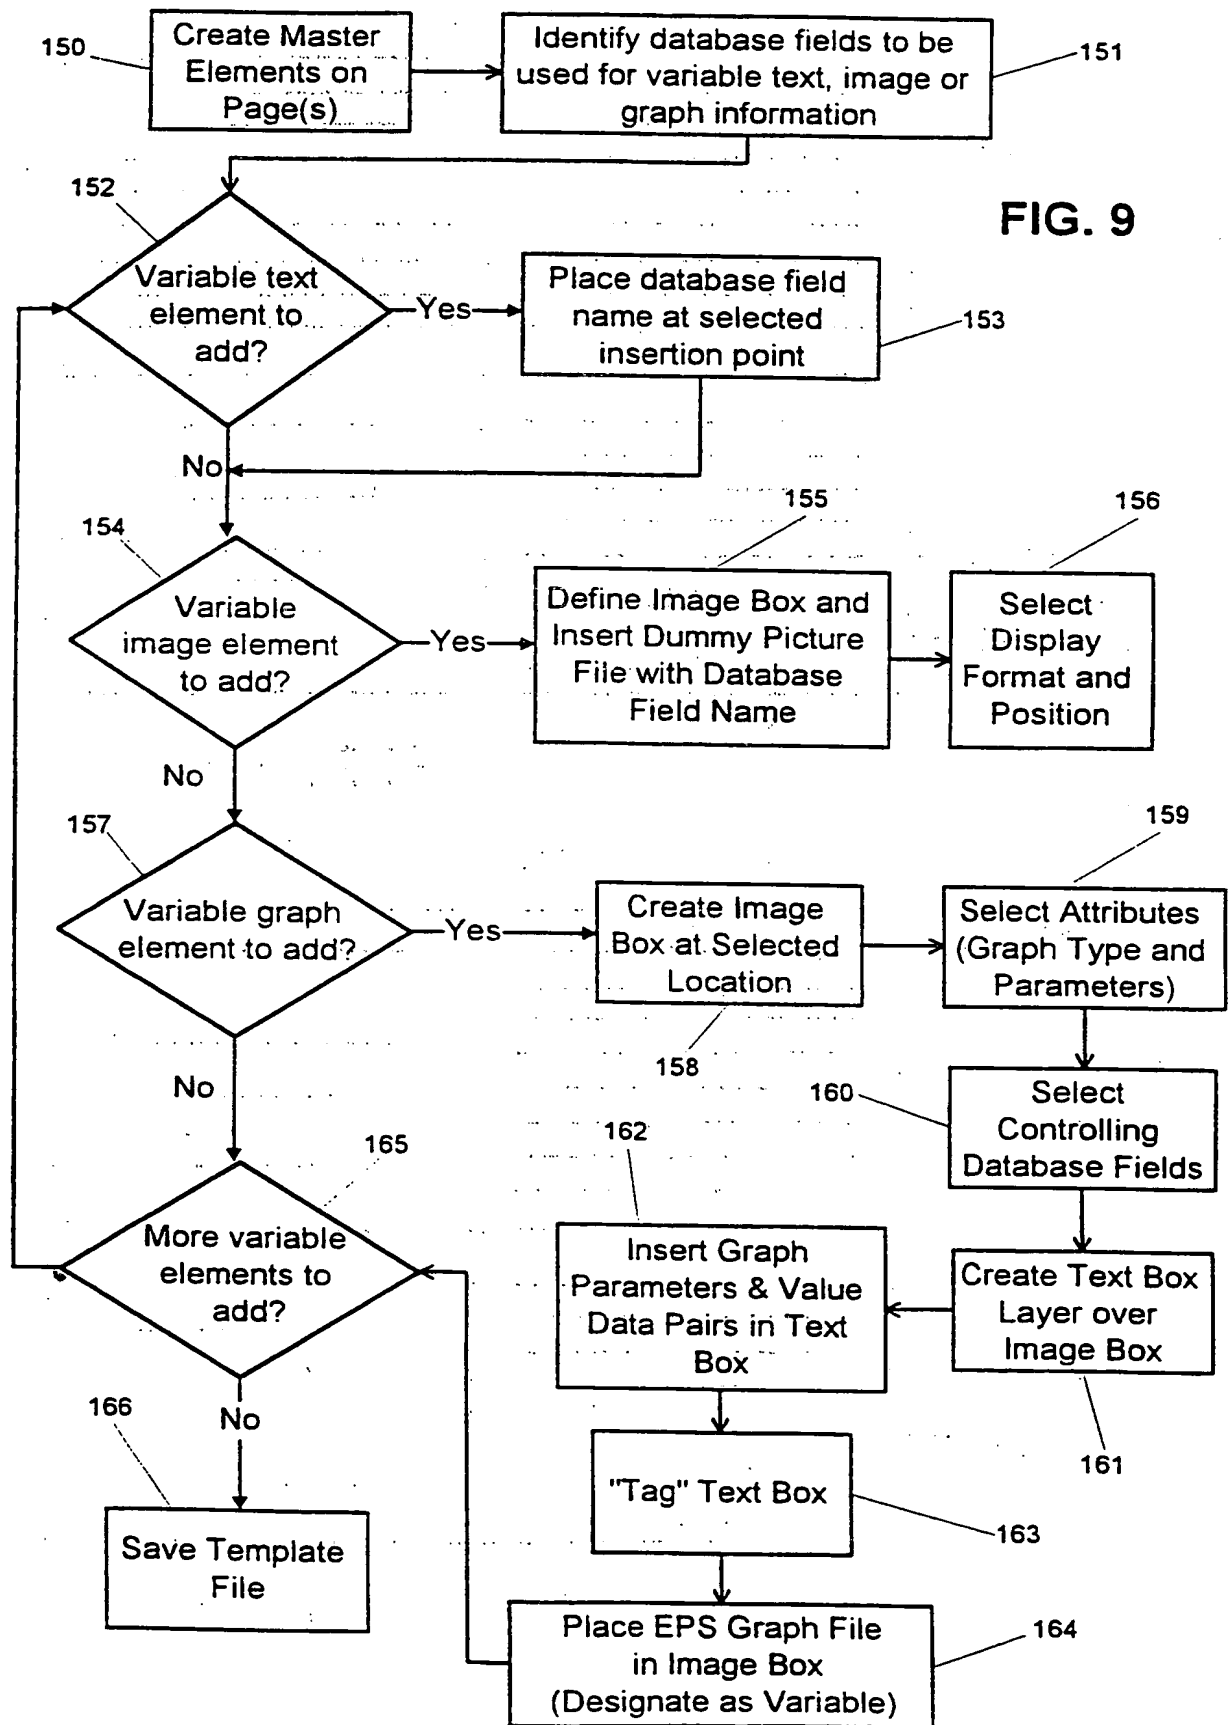 150
Create Master
Elements on
Page(s)
Identify database fields to be
used for variable text, image or
graph information
151
FIG. 9
152
Variable text
element to
add?
Yes
Place database field
name at selected
insertion point
153
No
154
Variable
image element
to add?
Yes
155
Define Image Box and
Insert Dummy Picture
File with Database
Field Name
156
Select
Display
Format and
Position
No
157
Variable graph
element to add?
Yes
Create Image
Box at Selected
Location
158
159
Select Attributes
(Graph Type and
Parameters)
No
160
Select
Controlling
Database Fields
165
More variable
elements to
add?
162
Insert Graph
Parameters & Value
Data Pairs in Text
Box
Create Text Box
Layer over
Image Box
161
No
166
Save Template
File
"Tag" Text Box
163
Place EPS Graph File
in Image Box
(Designate as Variable)
164